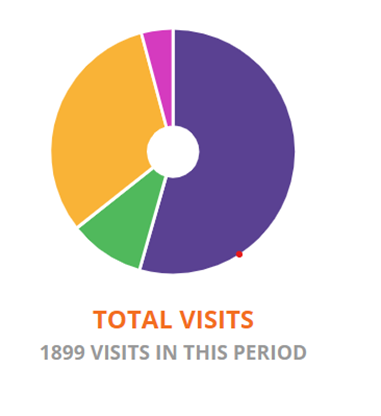 TOTAL VISITS
1899 VISITS IN THIS PERIOD